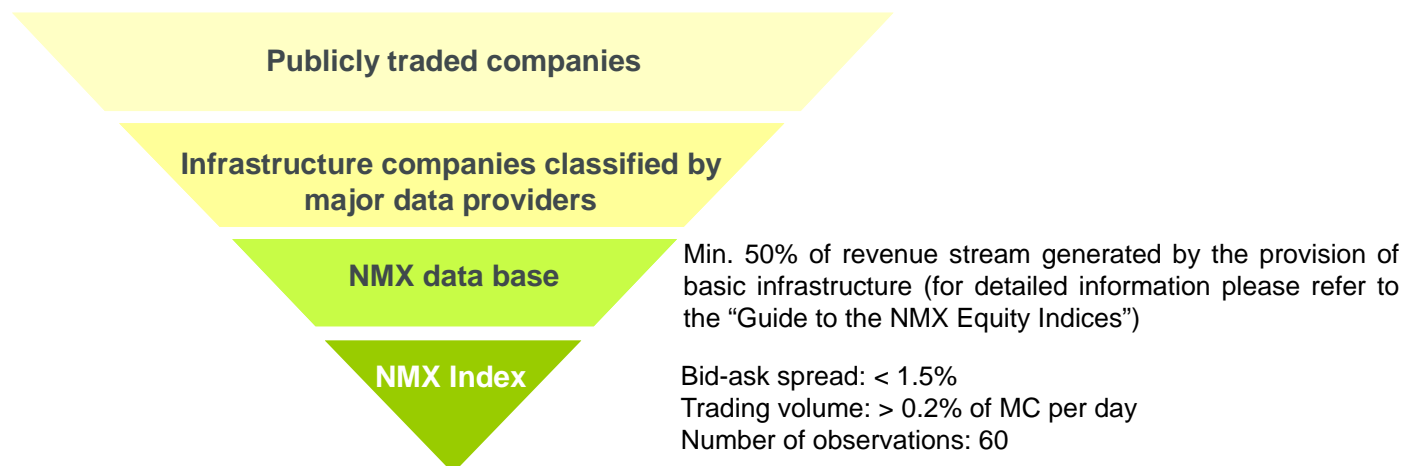 Publicly traded companies
Infrastructure companies classified by
major data providers
NMX data base
Min. 50% of revenue stream generated by the provision of
basic infrastructure (for detailed information please refer to
the “Guide to the NMX Equity Indices”)
NMX Index
Bid-ask spread: < 1.5%
Trading volume: > 0.2% of MC per day
Number of observations: 60